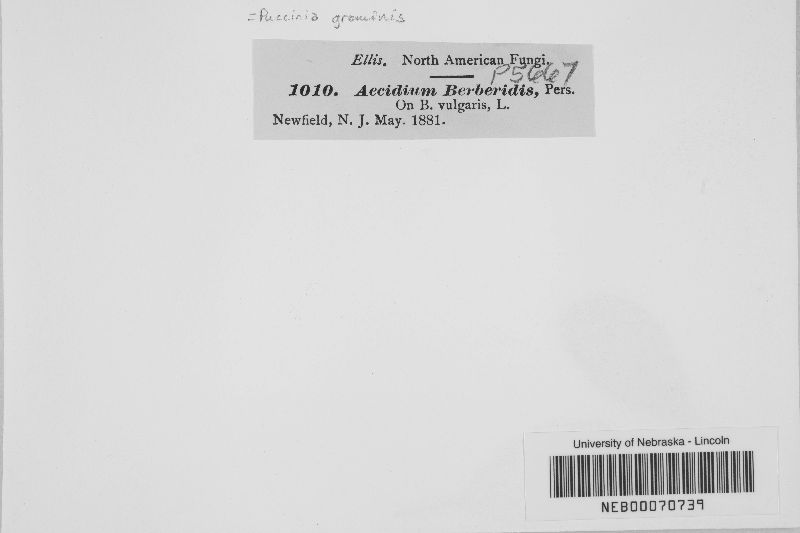 =Puccinia graminis
Ellis. North American Fungi.
P5667
1010. Aecidium Berberidis, Pers.
On B. vulgaris, L.
Newfield, N. J. May. 1881.
University of Nebraska - Lincoln
NEB00070739